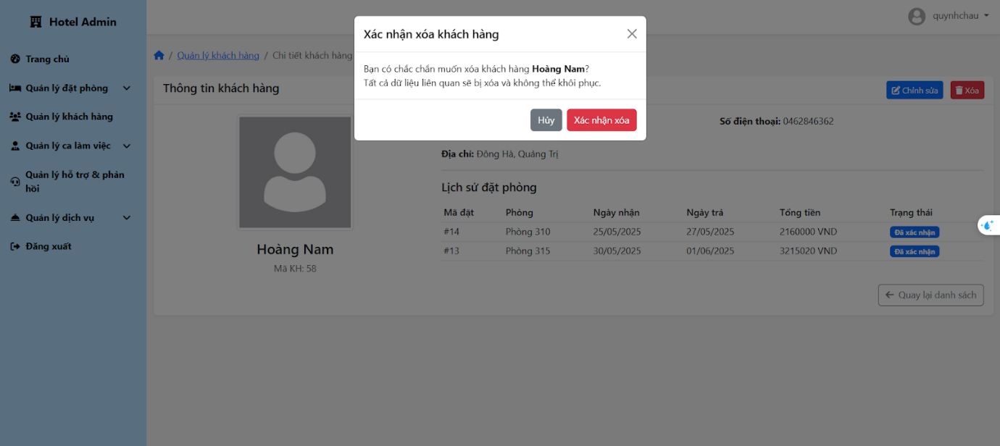 Hotel Admin
Trang chủ
Quản lý đặt phòng
Quản lý khách hàng
Quản lý ca làm việc
Quản lý hỗ trợ & phản
hồi
Quản lý dịch vụ
Đăng xuất
quynhchau
/ Quản lý khách hàng / Chi tiết khách hàng
Xác nhận xóa khách hàng
Bạn có chắc chắn muốn xóa khách hàng Hoàng Nam?
Tất cả dữ liệu liên quan sẽ bị xóa và không thể khôi phục.
Hủy Xác nhận xóa
Thông tin khách hàng
Chỉnh sửa Xóa
Hoàng Nam
Mã KH: 58
Số điện thoại: 0462846362
Địa chỉ: Đông Hà, Quảng Trị
Lịch sử đặt phòng
Mã đặt Phòng Ngày nhận Ngày trả Tổng tiền Trạng thái
#14 Phòng 310 25/05/2025 27/05/2025 2160000 VND Đã xác nhận
#13 Phòng 315 30/05/2025 01/06/2025 3215020 VND Đã xác nhận
Quay lại danh sách